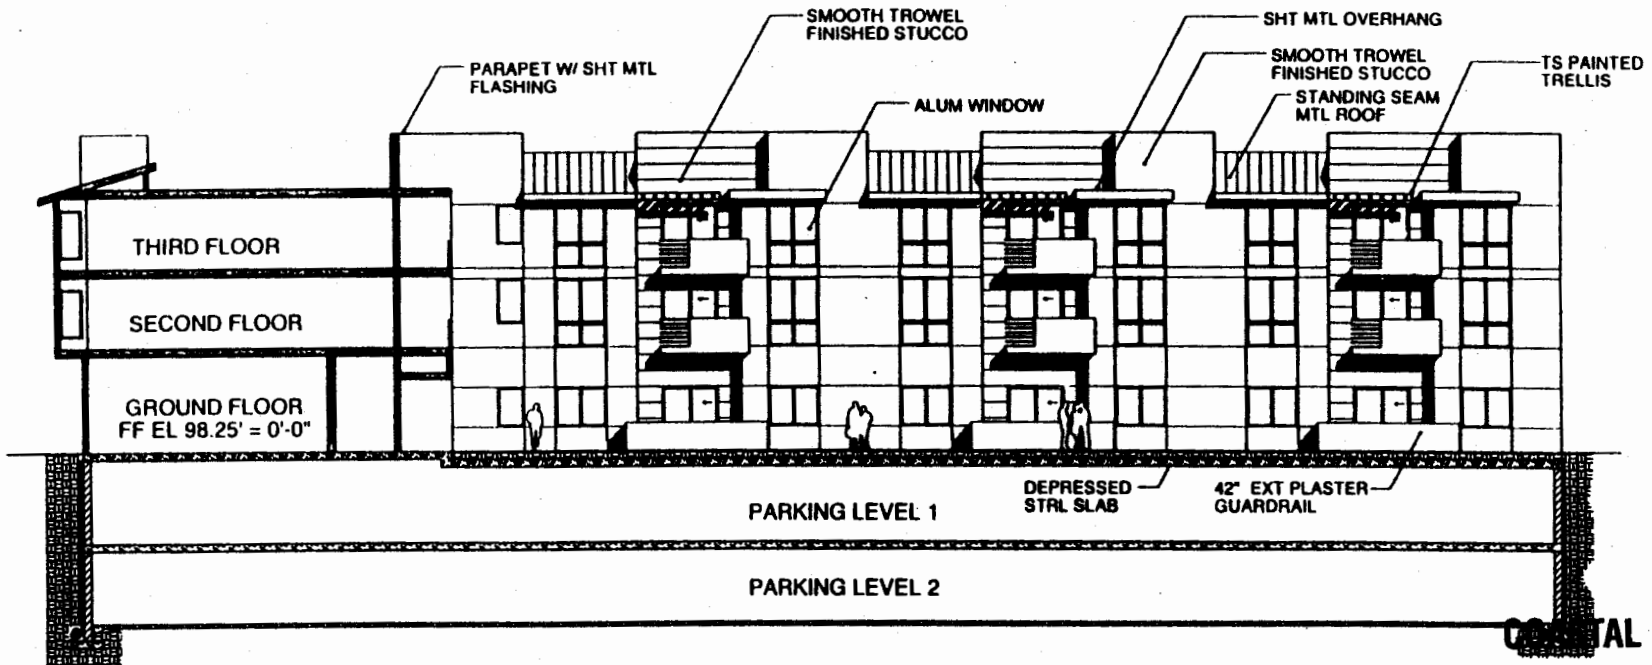 SMOOTH TROWEL
FINISHED STUCCO
SHT MTL OVERHANG
PARAPET W/ SHT MTL
FLASHING
SMOOTH TROWEL
FINISHED STUCCO
TS PAINTED
TRELLIS
ALUM WINDOW
STANDING SEAM
MTL ROOF
THIRD FLOOR
SECOND FLOOR
GROUND FLOOR
FF EL 98.25' = 0'-0"
DEPRESSED
STRL SLAB
42" EXT PLASTER
GUARDRAIL
PARKING LEVEL 1
PARKING LEVEL 2
COASTAL